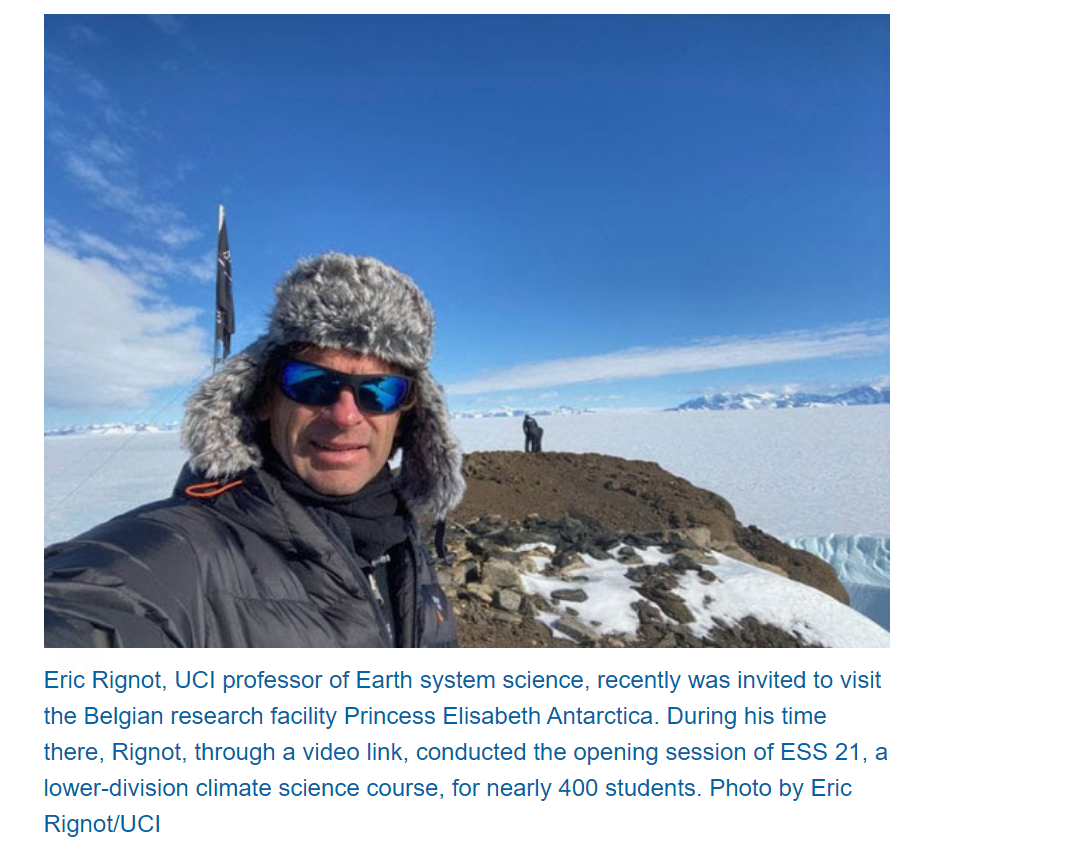 Eric Rignot, UCI professor of Earth system science, recently was invited to visit
the Belgian research facility Princess Elisabeth Antarctica. During his time
there, Rignot, through a video link, conducted the opening session of ESS 21, a
lower-division climate science course, for nearly 400 students. Photo by Eric
Rignot/UCI